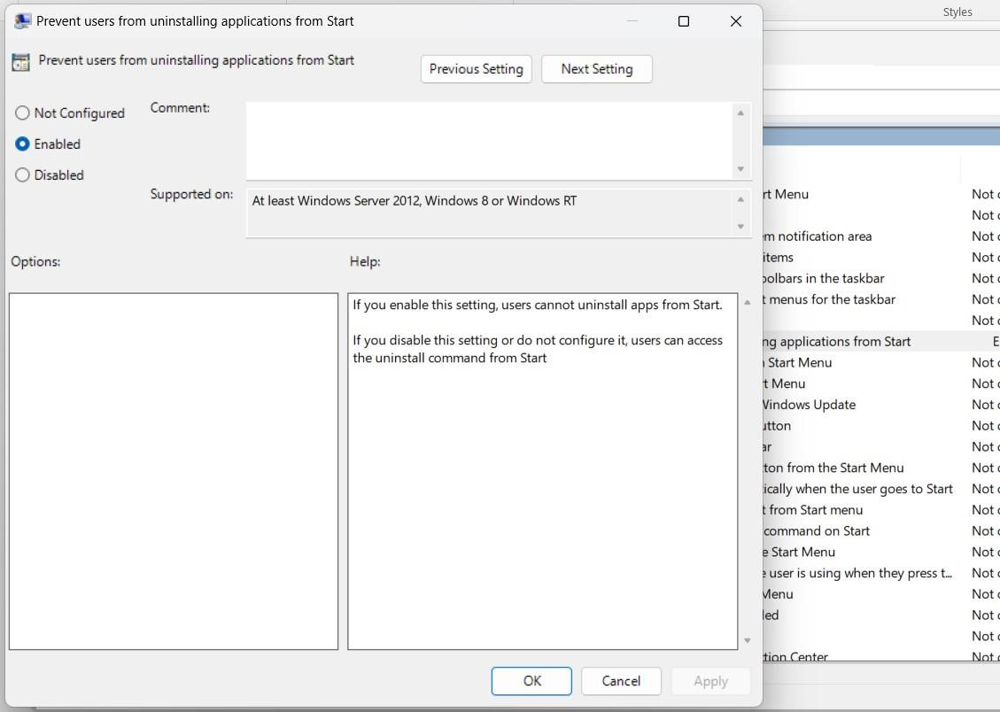 Styles
Prevent users from uninstalling applications from Start
Prevent users from uninstalling applications from Start
Previous Setting
Next Setting
Not Configured
Enabled
Disabled
Comment:
Supported on:
At least Windows Server 2012, Windows 8 or Windows RT
Options:
Help:
If you enable this setting, users cannot uninstall apps from Start.
If you disable this setting or do not configure it, users can access
the uninstall command from Start
OK
Cancel
Apply
rt Menu Not
m notification area Not
items Not
oolbars in the taskbar Not
t menus for the taskbar Not
Not
ng applications from Start E
Start Menu Not
rt Menu Not
Windows Update Not
utton Not
ar Not
ton from the Start Menu Not
ically when the user goes to Start Not
t from Start menu Not
command on Start Not
e Start Menu Not
e user is using when they press t... Not
Menu Not
led Not
Not
tion Center Not